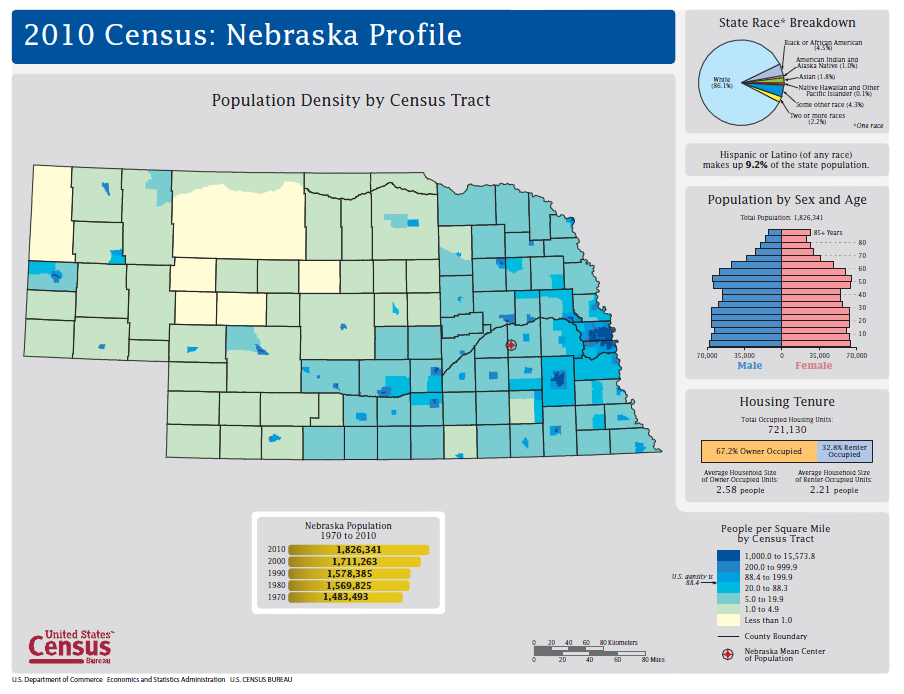 2010 Census: Nebraska Profile
Population Density by Census Tract
State Race* Breakdown
Black or African American
(4.5%)
American Indian and
Alaska Native (1.0%)
Asian (1.8%)
Native Hawaiian and Other
Pacific Islander (0.1%)
Some other race (4.3%)
Two or more races
(2.2%)
White
(86.1%)
*One race
Hispanic or Latino (of any race)
makes up 9.2% of the state population.
Population by Sex and Age
Total Population: 1,826,341
85+ Years
80
70
60
50
40
30
20
10
70,000 35,000 0 35,000 70,000
Male Female
Housing Tenure
Total Occupied Housing Units:
721,130
67.2% Owner Occupied
32.8% Renter
Occupied
Average Household Size
of Owner-Occupied Units:
2.58 people
Average Household Size
of Renter-Occupied Units:
2.21 people
People per Square Mile
by Census Tract
1,000.0 to 15,573.8
200.0 to 999.9
88.4 to 199.9
20.0 to 88.3
5.0 to 19.9
1.0 to 4.9
Less than 1.0
U.S. density is
88.4
County Boundary
Nebraska Mean Center
of Population
Nebraska Population
1970 to 2010
2010 1,826,341
2000 1,711,263
1990 1,578,385
1980 1,569,825
1970 1,483,493
0 20 40 60 80 Kilometers
0 20 40 60 80 Miles
United States™
Census
Bureau
U.S. Department of Commerce Economics and Statistics Administration U.S. CENSUS BUREAU